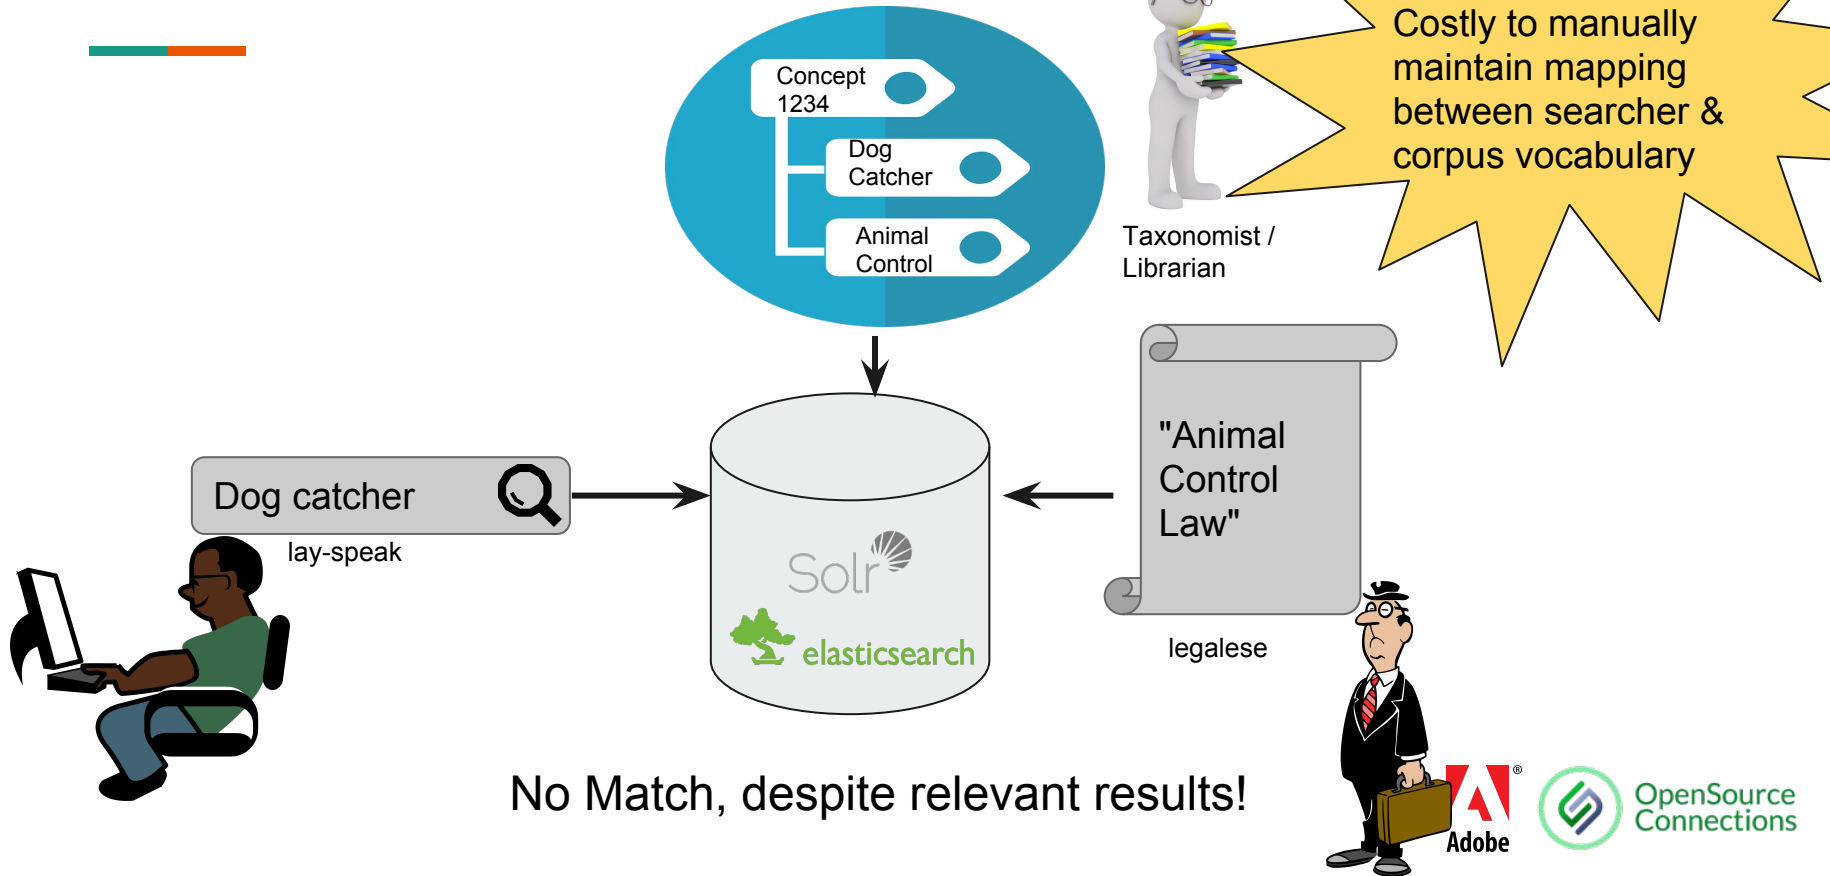 Concept
1234
Dog
Catcher
Animal
Control
Taxonomist /
Librarian
Costly to manually
maintain mapping
between searcher &
corpus vocabulary
Dog catcher
lay-speak
Solr
elasticsearch
"Animal
Control
Law"
legalese
No Match, despite relevant results!
Adobe
®
OpenSource
Connections